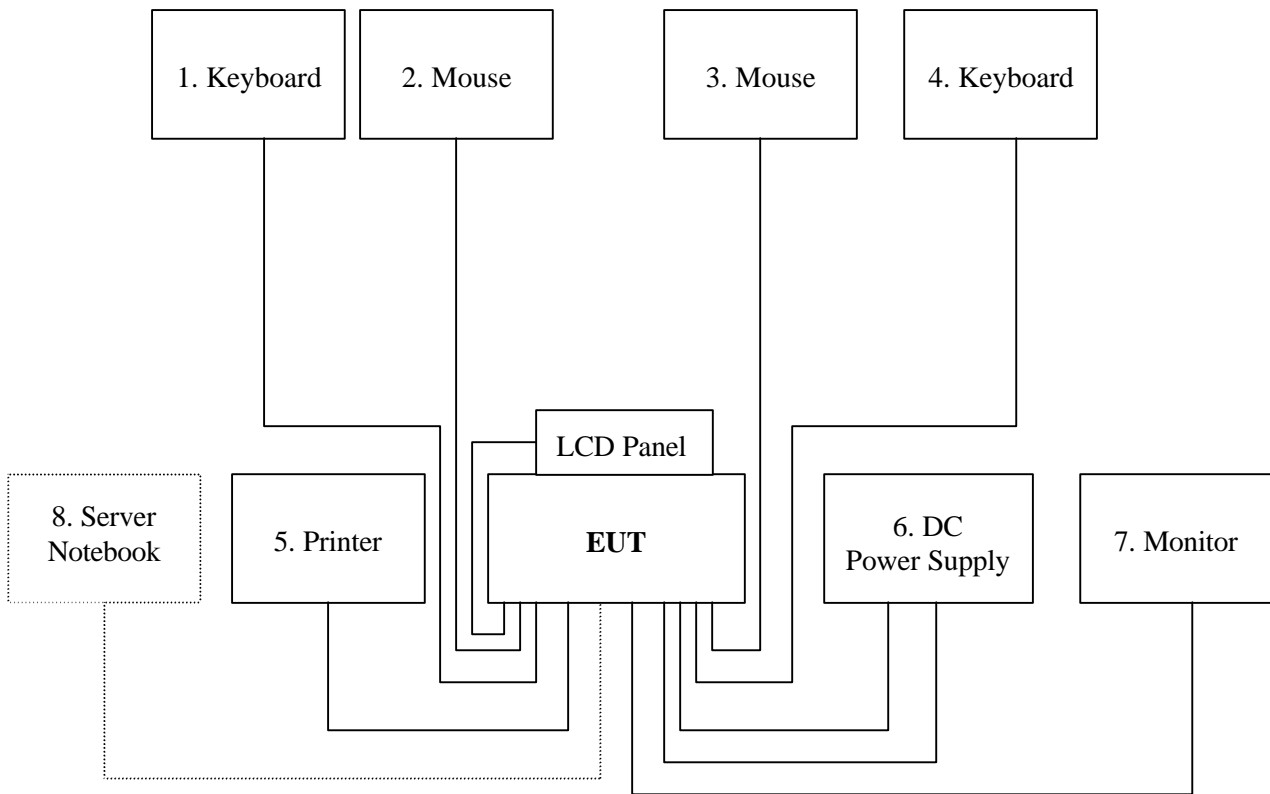 1. Keyboard
2. Mouse
3. Mouse
4. Keyboard
LCD Panel
8. Server
Notebook
5. Printer
EUT
6. DC
Power Supply
7. Monitor